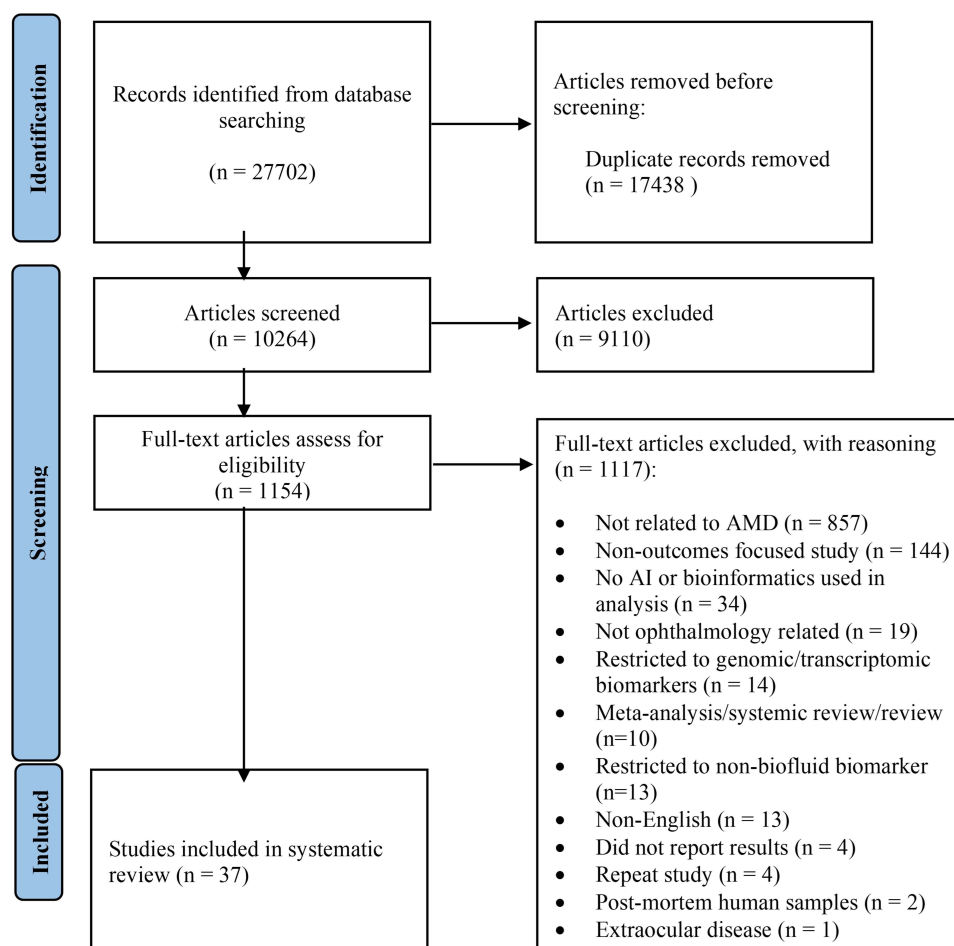 Identification
Records identified from database
searching
(n = 27702)
Articles removed before
screening:
Duplicate records removed
(n = 17438 )
Screening
Articles screened
(n = 10264)
Articles excluded
(n = 9110)
Full-text articles assess for
eligibility
(n = 1154)
Full-text articles excluded, with reasoning
(n = 1117):
• Not related to AMD (n = 857)
• Non-outcomes focused study (n = 144)
• No AI or bioinformatics used in
analysis (n = 34)
• Not ophthalmology related (n = 19)
• Restricted to genomic/transcriptomic
biomarkers (n = 14)
• Meta-analysis/systemic review/review
(n=10)
• Restricted to non-biofluid biomarker
(n=13)
• Non-English (n = 13)
• Did not report results (n = 4)
• Repeat study (n = 4)
• Post-mortem human samples (n = 2)
• Extraocular disease (n = 1)
Included
Studies included in systematic
review (n = 37)